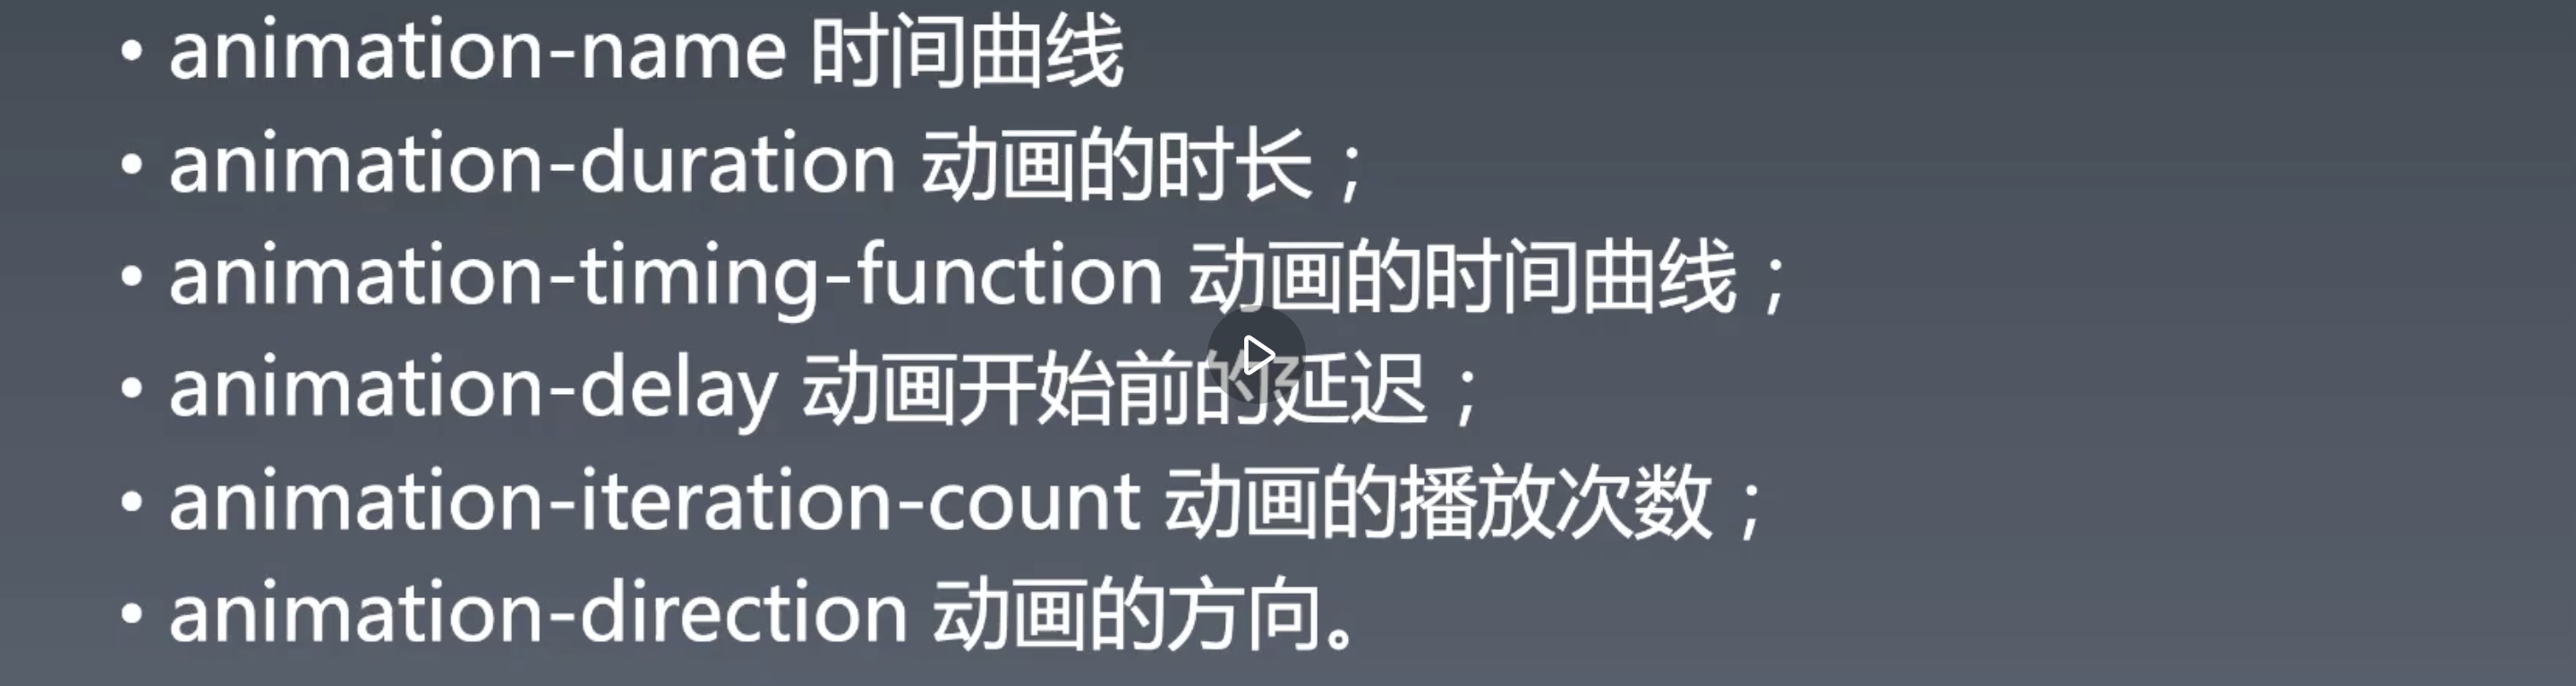 • animation-name 时间曲线
• animation-duration 动画的时长；
• animation-timing-function 动画的时间曲线；
• animation-delay 动画开始前的延迟；
• animation-iteration-count 动画的播放次数；
• animation-direction 动画的方向。